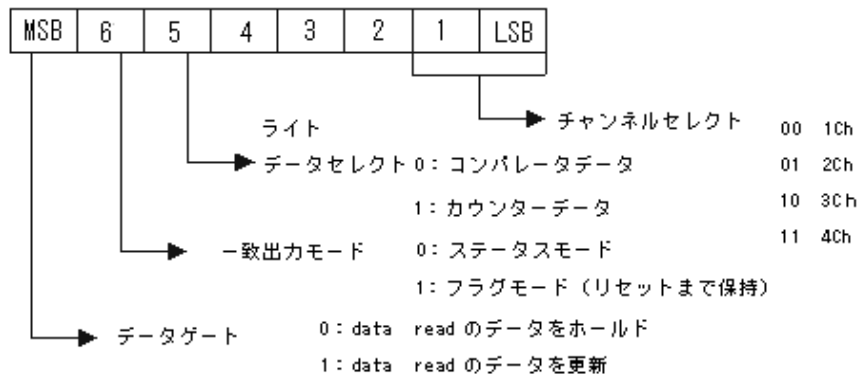 MSB 6 5 4 3 2 1 LSB
チャンネルセレクト 00 1Ch
01 2Ch
10 3Ch
11 4Ch
ライト
データセレクト 0：コンパレータデータ
1：カウンターデータ
一致出力モード 0：ステータスモード
1：フラグモード（リセットまで保持）
データゲート 0：data read のデータをホールド
1：data read のデータを更新